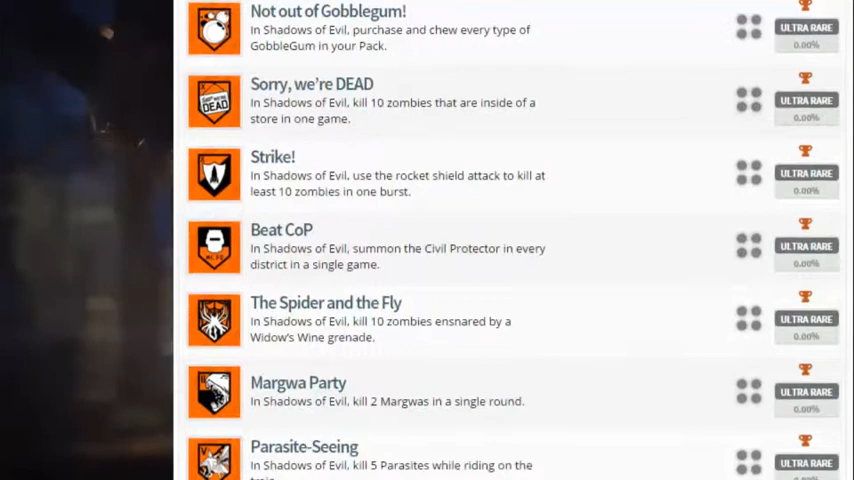 Not out of Gobblegum!
In Shadows of Evil, purchase and chew every type of
GobbleGum in your Pack.
ULTRA RARE
0.00%
Sorry, we're DEAD
In Shadows of Evil, kill 10 zombies that are inside of a
store in one game.
ULTRA RARE
0.00%
Strike!
In Shadows of Evil, use the rocket shield attack to kill at
least 10 zombies in one burst.
ULTRA RARE
0.00%
Beat CoP
In Shadows of Evil, summon the Civil Protector in every
district in a single game.
ULTRA RARE
0.00%
The Spider and the Fly
In Shadows of Evil, kill 10 zombies ensnared by a
Widow's Wine grenade.
ULTRA RARE
0.00%
Margwa Party
In Shadows of Evil, kill 2 Margwas in a single round.
ULTRA RARE
0.00%
Parasite-Seeing
In Shadows of Evil, kill 5 Parasites while riding on the
ULTRA RARE